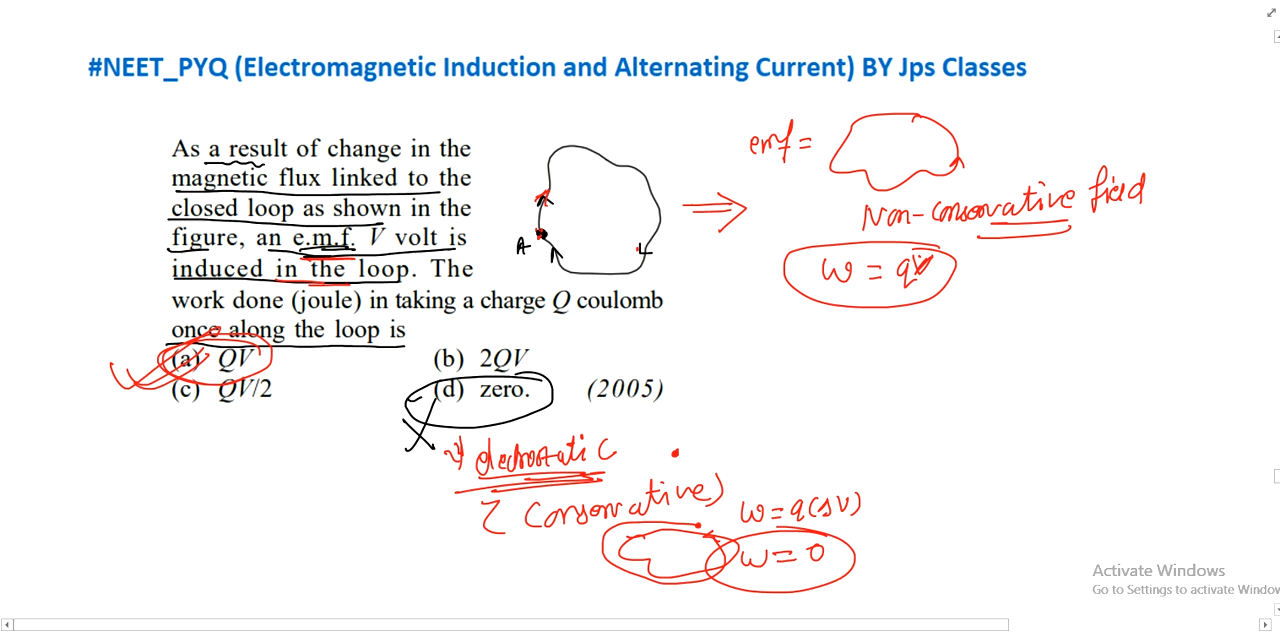 #NEET_PYQ (Electromagnetic Induction and Alternating Current) BY Jps Classes
As a result of change in the
magnetic flux linked to the
closed loop as shown in the
figure, an e.m.f. V volt is
induced in the loop. The
work done (joule) in taking a charge Q coulomb
once along the loop is
(a) QV
(b) 2QV
(c) QV/2
(d) zero. (2005)
A
L
emf =
Non-conservative field
W = qV
electrostatic
(conservative)
W = q(ΔV)
W = 0
Activate Windows
Go to Settings to activate Window